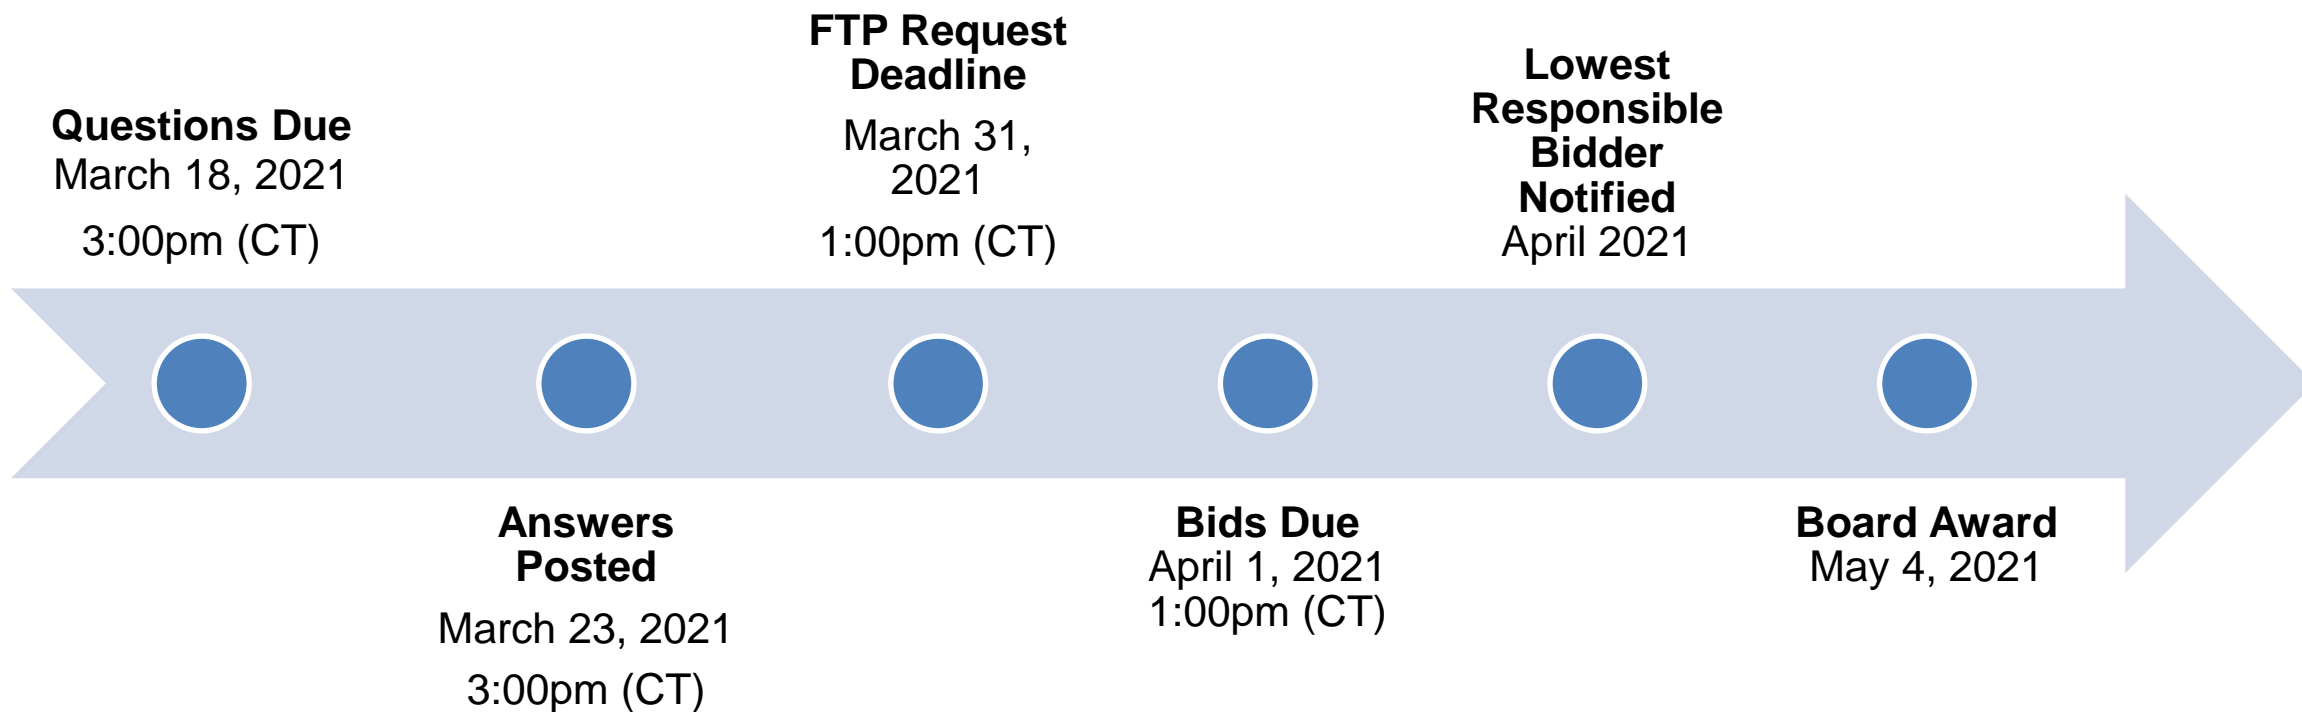 Questions Due
March 18, 2021
3:00pm (CT)
Answers
Posted
March 23, 2021
3:00pm (CT)
FTP Request
Deadline
March 31,
2021
1:00pm (CT)
Bids Due
April 1, 2021
1:00pm (CT)
Lowest
Responsible
Bidder
Notified
April 2021
Board Award
May 4, 2021